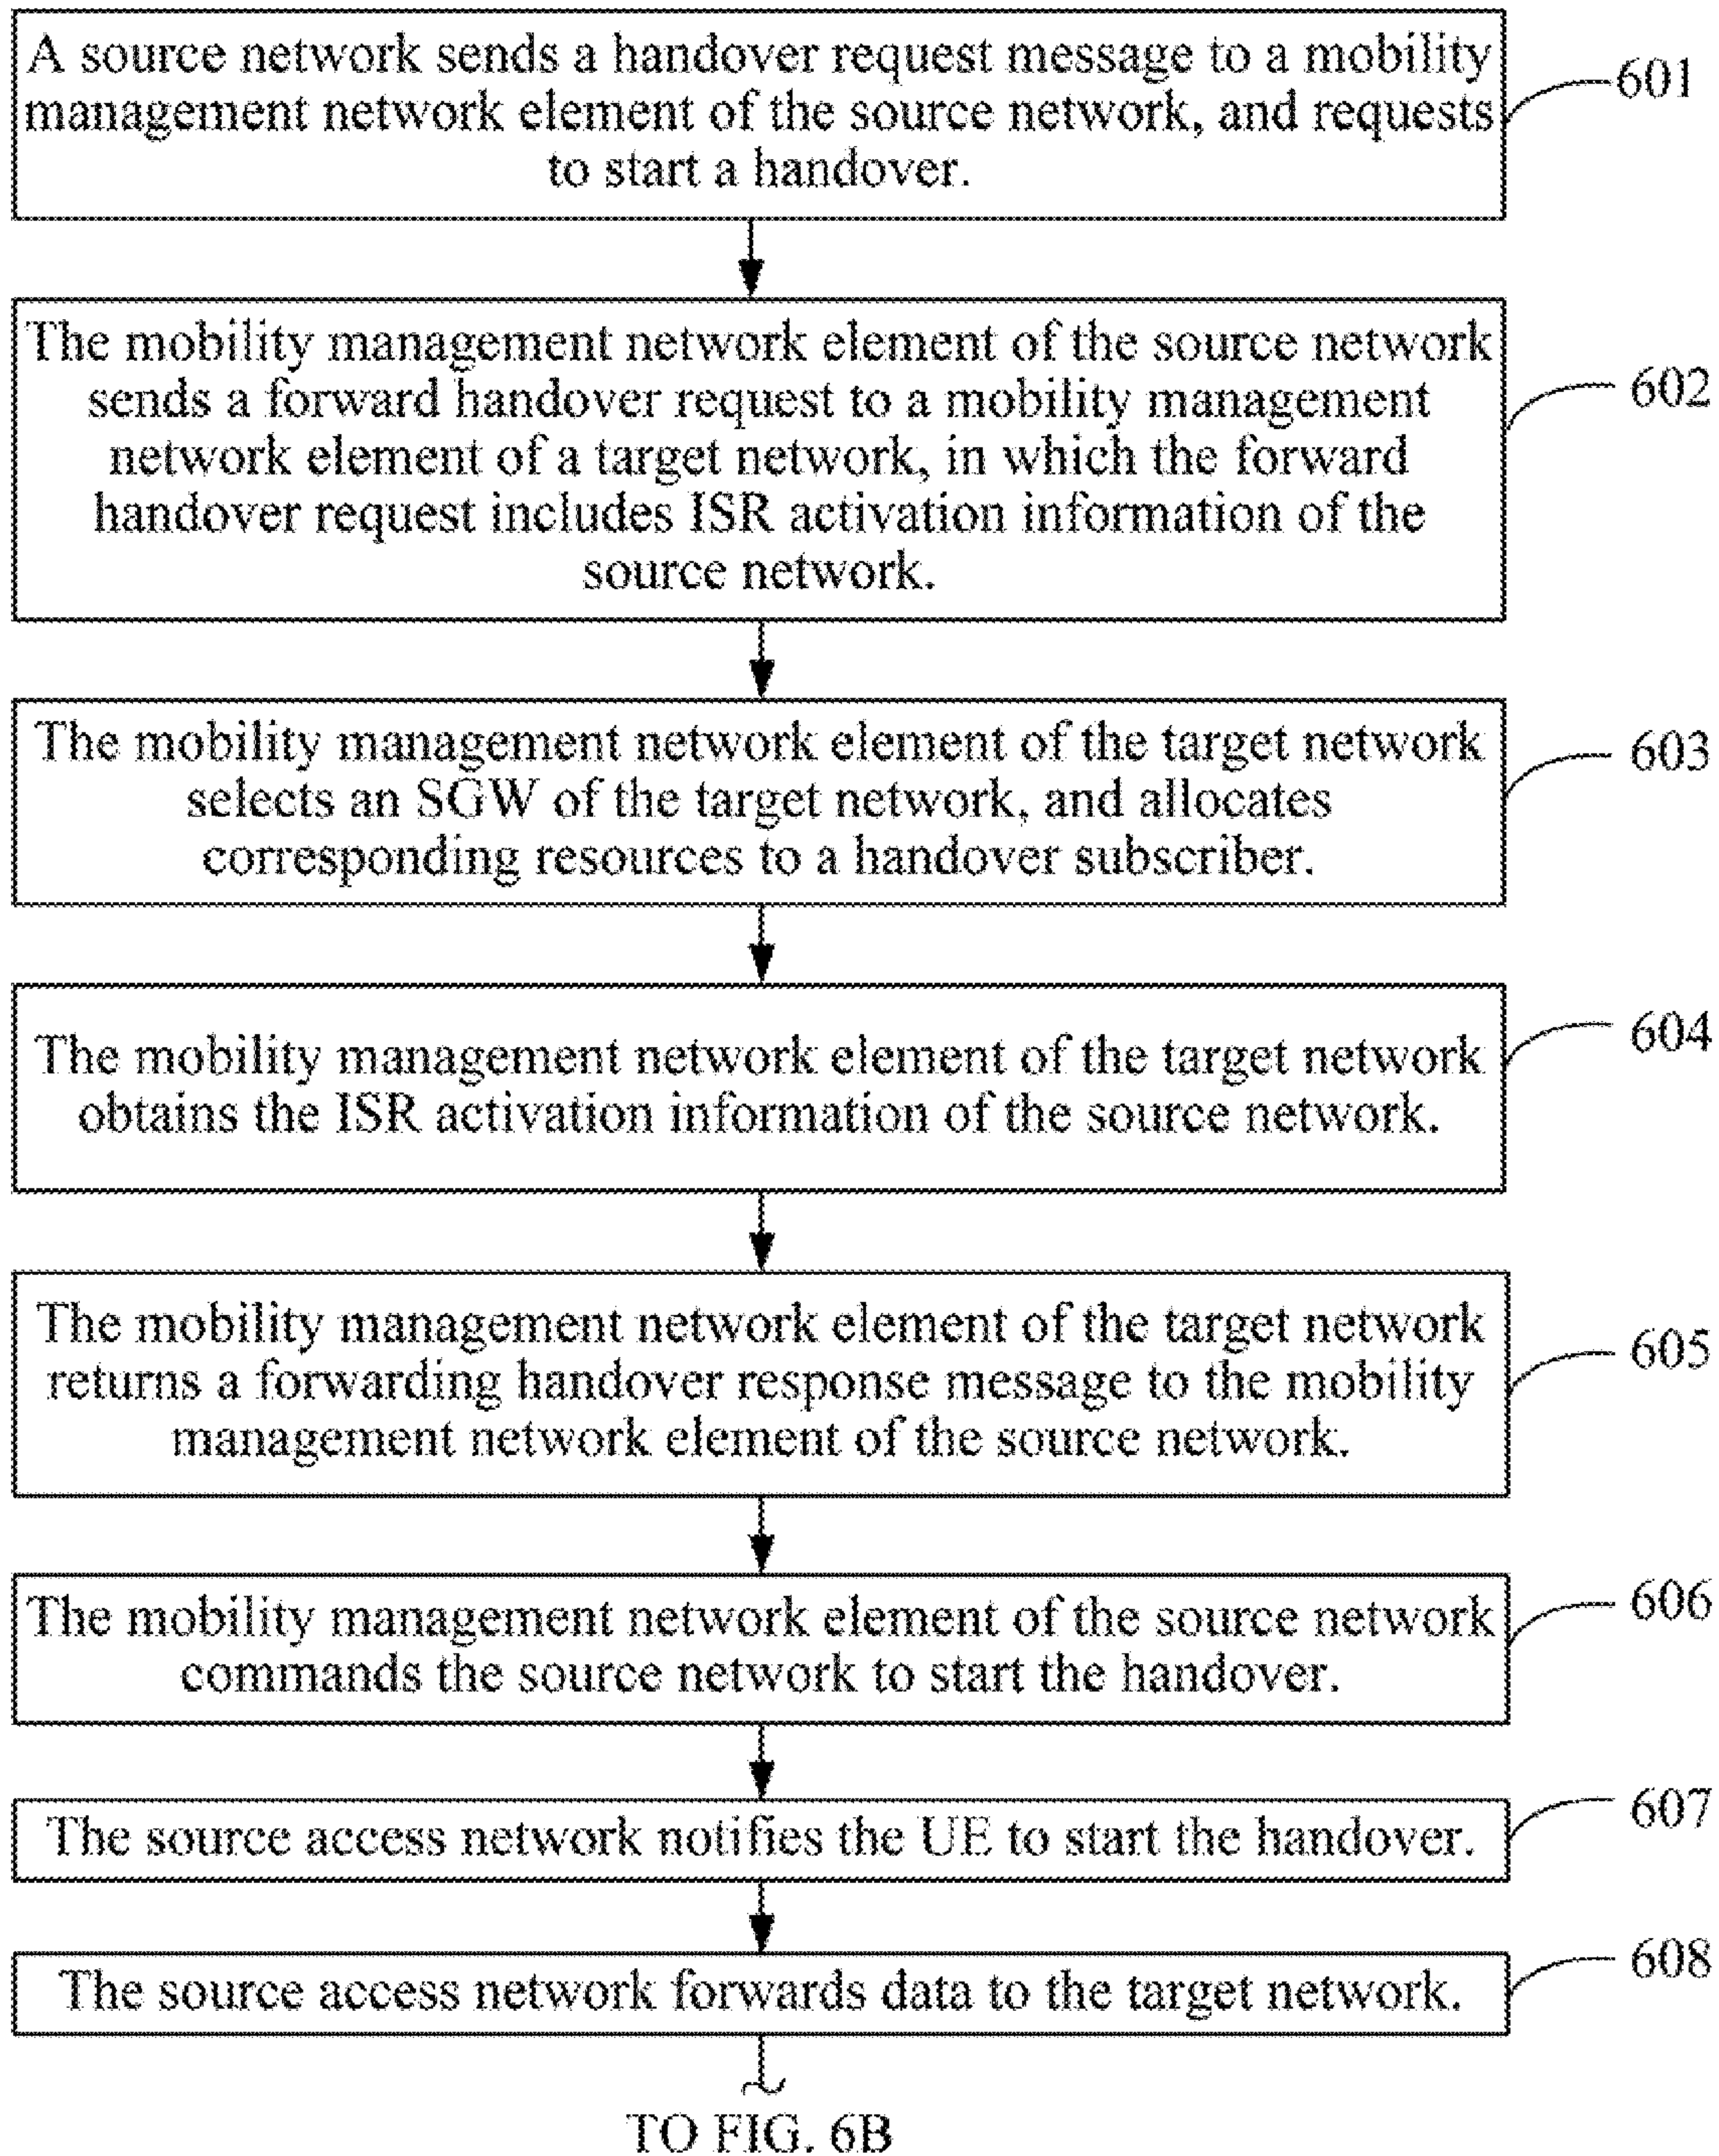 A source network sends a handover request message to a mobility
management network element of the source network, and requests
to start a handover.
601
The mobility management network element of the source network
sends a forward handover request to a mobility management
network element of a target network, in which the forward
handover request includes ISR activation information of the
source network.
602
The mobility management network element of the target network
selects an SGW of the target network, and allocates
corresponding resources to a handover subscriber.
603
The mobility management network element of the target network
obtains the ISR activation information of the source network.
604
The mobility management network element of the target network
returns a forwarding handover response message to the mobility
management network element of the source network.
605
The mobility management network element of the source network
commands the source network to start the handover.
606
The source access network notifies the UE to start the handover.
607
The source access network forwards data to the target network.
608
TO FIG. 6B